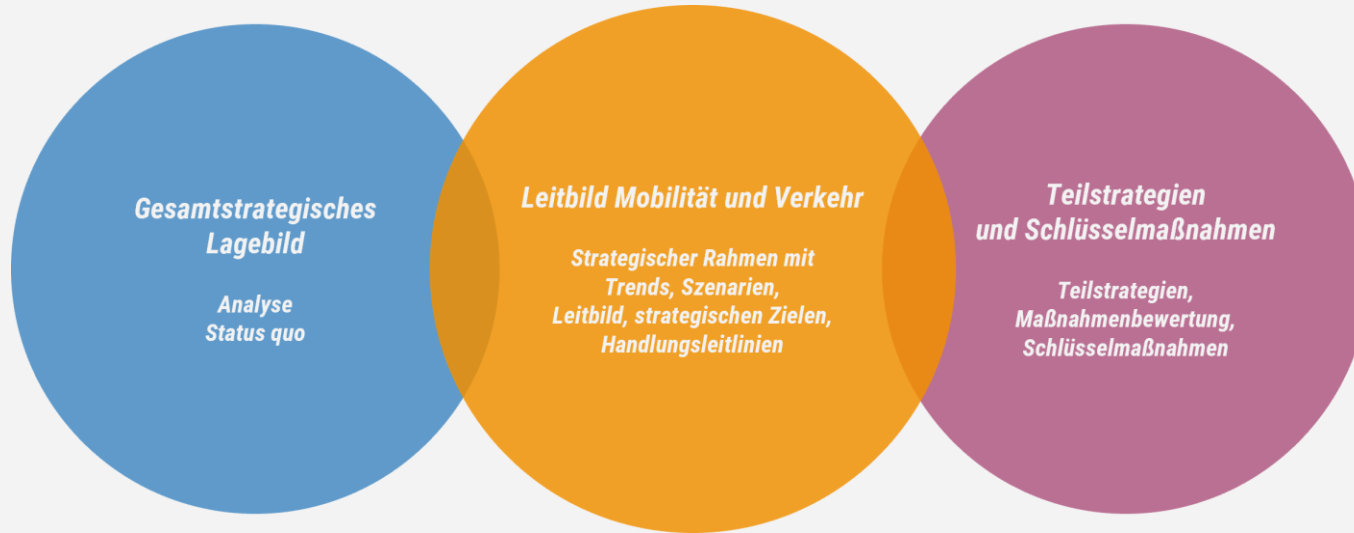 Gesamtstrategisches
Lagebild
Analyse
Status quo
Leitbild Mobilität und Verkehr
Strategischer Rahmen mit
Trends, Szenarien,
Leitbild, strategischen Zielen,
Handlungsleitlinien
Teilstrategien
und Schlüsselmaßnahmen
Teilstrategien,
Maßnahmenbewertung,
Schlüsselmaßnahmen